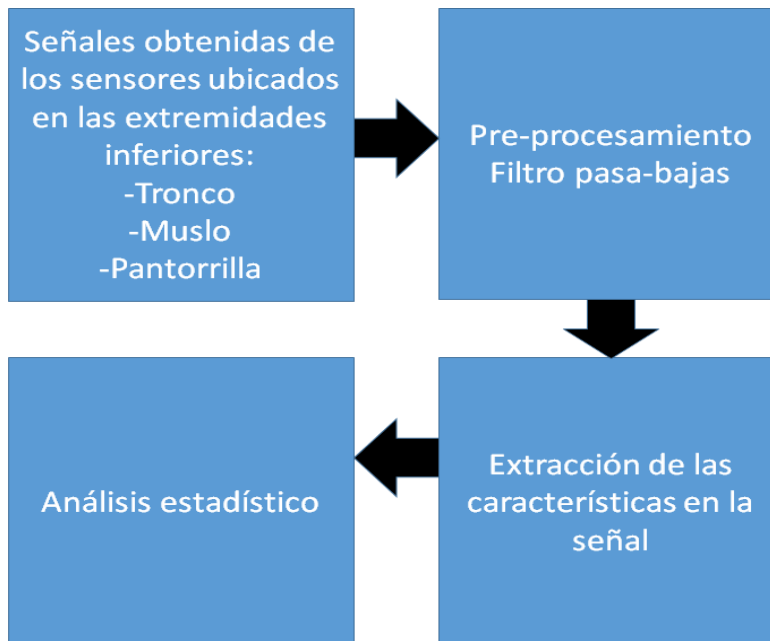 Señales obtenidas de
los sensores ubicados
en las extremidades
inferiores:
-Tronco
-Muslo
-Pantorrilla
Pre-procesamiento
Filtro pasa-bajas
Extracción de las
características en la
señal
Análisis estadístico